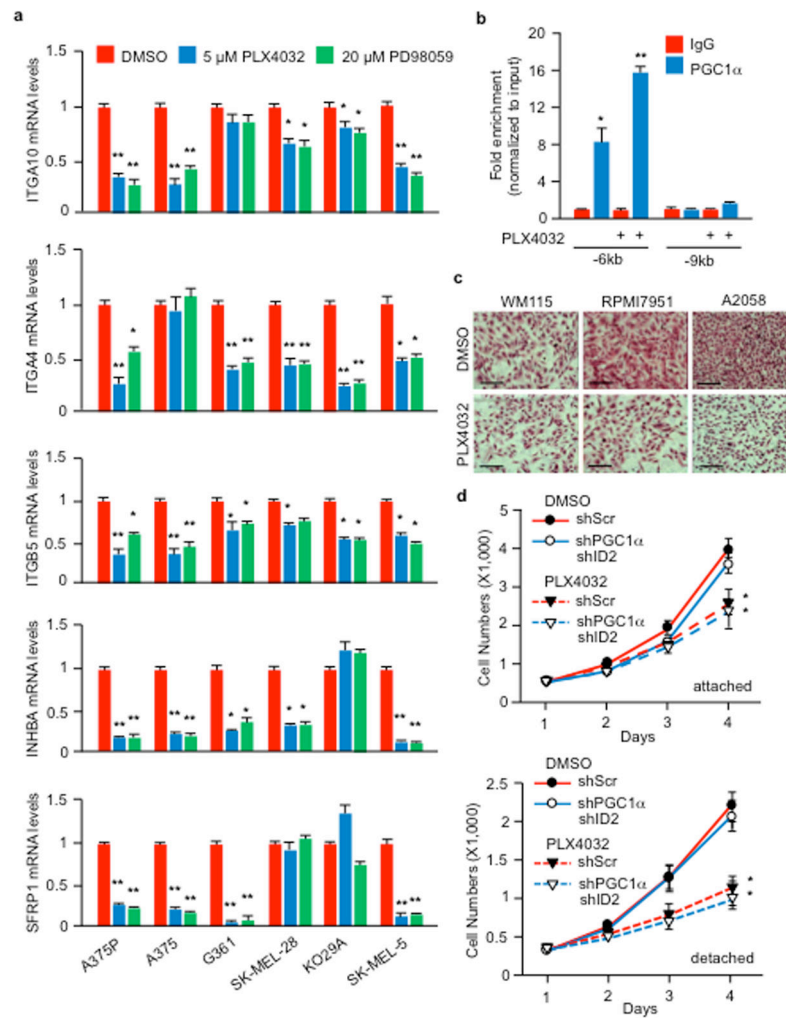 a
DMSO 5 µM PLX4032 20 µM PD98059
ITGA10 mRNA levels
1.5
1
0.5
0
** ** ** ** * * * * ** **
ITGA4 mRNA levels
1.5
1
0.5
0
** * ** ** ** ** ** ** * *
ITGB5 mRNA levels
1.5
1
0.5
0
** * ** ** * * * * * * *
INHBA mRNA levels
1.5
1
0.5
0
** ** ** ** * * * * ** **
SFRP1 mRNA levels
1.5
1
0.5
0
** ** ** ** ** ** ** **
A375P A375 G361 SK-MEL-28 KO29A SK-MEL-5
b
IgG
PGC1α
Fold enrichment
(normalized to input)
20
16
12
8
4
0
* **
PLX4032 + + + +
-6kb -9kb
c
WM115 RPMI7951 A2058
DMSO
PLX4032
d
DMSO
shScr
shPGC1α
shID2
PLX4032
shScr
shPGC1α
shID2
Cell Numbers (X1,000)
5
4
3
2
1
0
*
*
attached
1 2 3 4
Days
DMSO
shScr
shPGC1α
shID2
PLX4032
shScr
shPGC1α
shID2
Cell Numbers (X1,000)
2.5
2
1.5
1
0.5
0
*
*
detached
1 2 3 4
Days